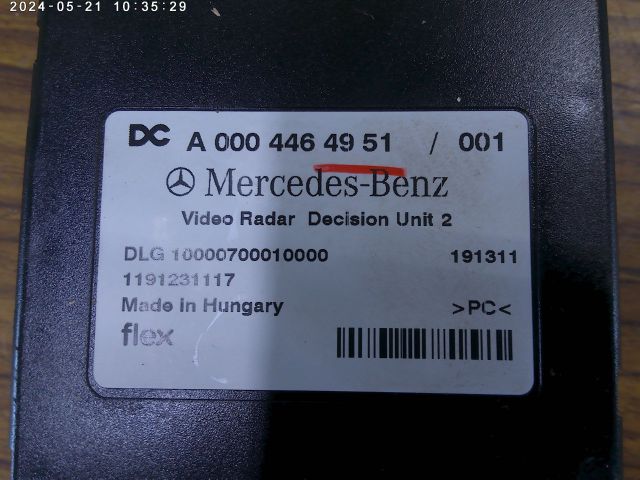 2024-05-21 10:35:29
DC A 000 446 49 51 / 001
Mercedes-Benz
Video Radar Decision Unit 2
DLG 10000700010000 191311
1191231117
Made in Hungary >PC<
flex